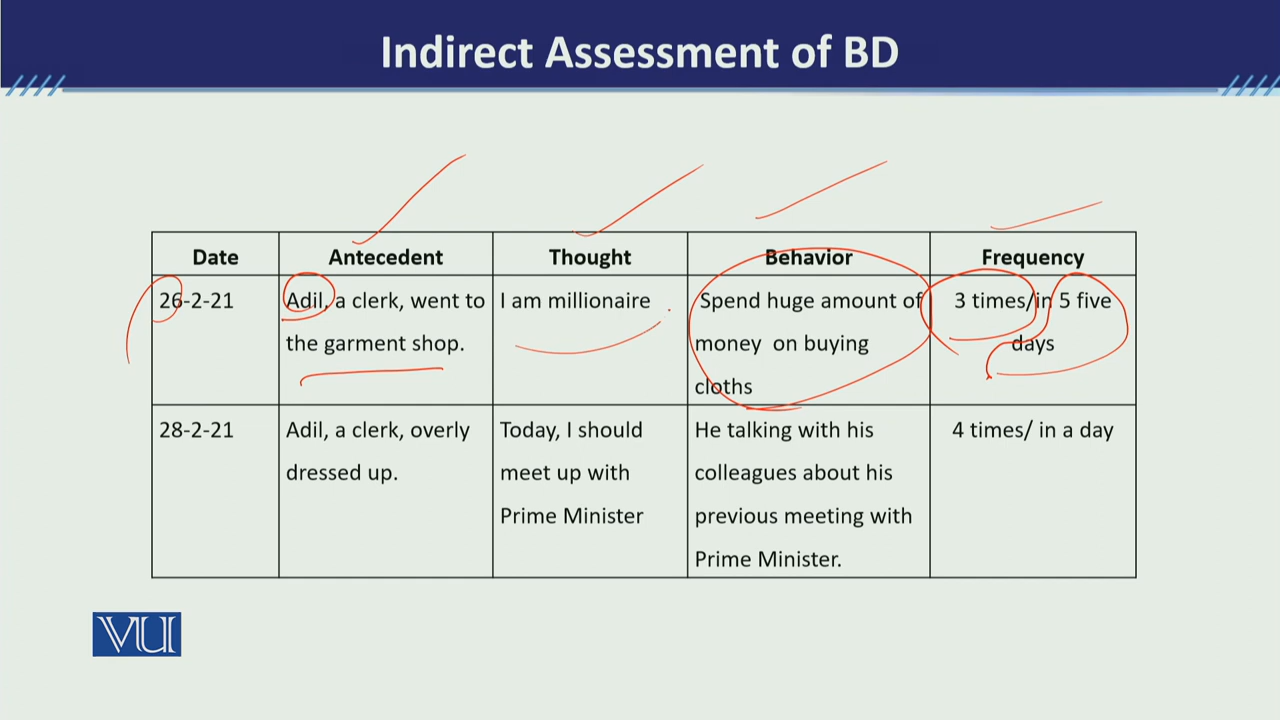 Indirect Assessment of BD
Date Antecedent Thought Behavior Frequency
26-2-21
Adil, a clerk, went to
the garment shop.
I am millionaire
Spend huge amount of
money on buying
cloths
3 times/in 5 five
days
28-2-21
Adil, a clerk, overly
dressed up.
Today, I should
meet up with
Prime Minister
He talking with his
colleagues about his
previous meeting with
Prime Minister.
4 times/ in a day
VU